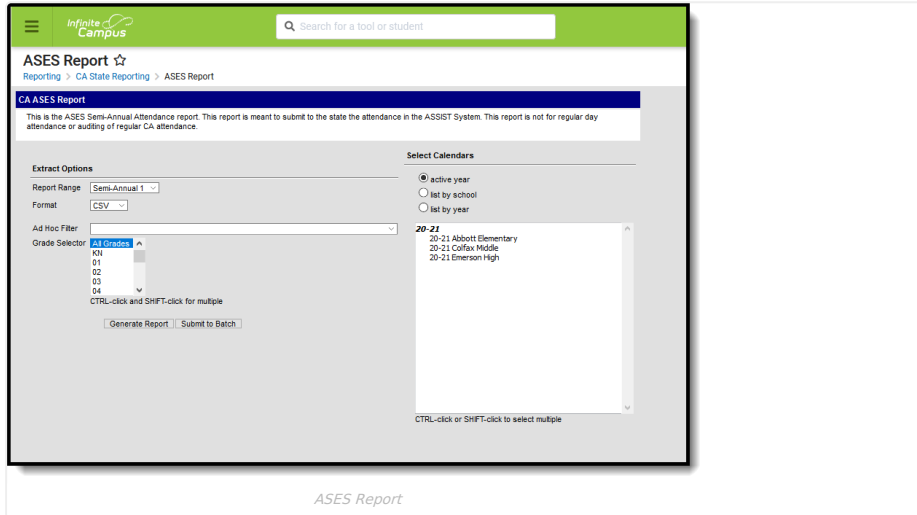 Infinite
Campus
Search for a tool or student
ASES Report
Reporting > CA State Reporting > ASES Report
CA ASES Report
This is the ASES Semi-Annual Attendance report. This report is meant to submit to the state the attendance in the ASSIST System. This report is not for regular day
attendance or auditing of regular CA attendance.
Extract Options
Report Range Semi-Annual 1
Format CSV
Ad Hoc Filter
Grade Selector All Grades
KN
01
02
03
04
CTRL-click and SHIFT-click for multiple
Generate Report Submit to Batch
Select Calendars
active year
list by school
list by year
20-21
20-21 Abbott Elementary
20-21 Colfax Middle
20-21 Emerson High
CTRL-click or SHIFT-click to select multiple
ASES Report